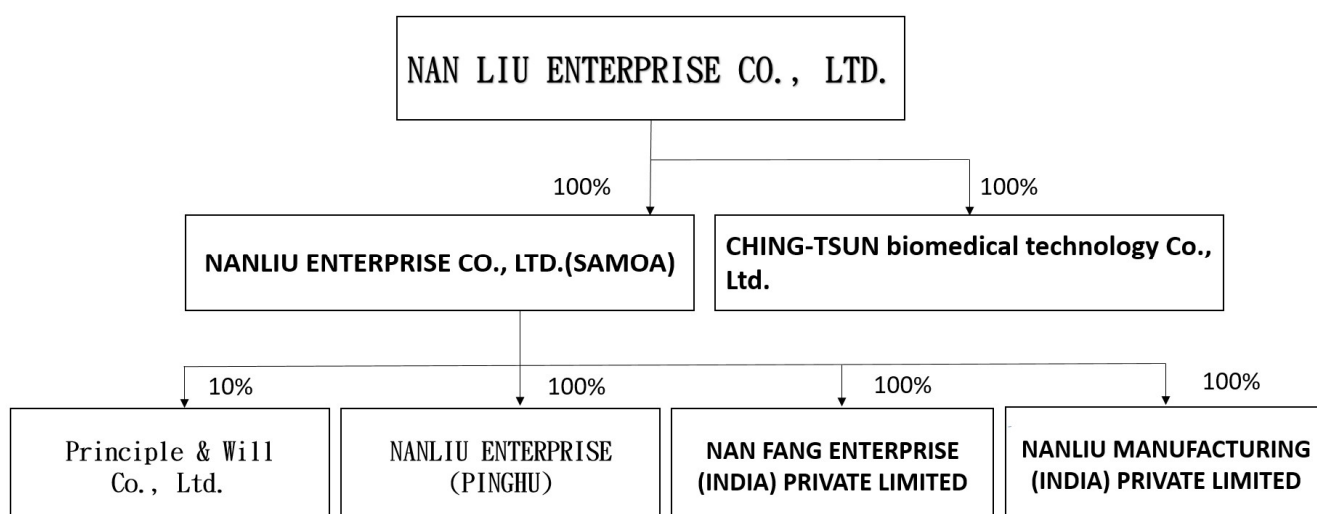 NAN LIU ENTERPRISE CO., LTD.
100%
100%
NANLIU ENTERPRISE CO., LTD.(SAMOA)
CHING-TSUN biomedical technology Co.,
Ltd.
10%
100%
100%
100%
Principle & Will
Co., Ltd.
NANLIU ENTERPRISE
(PINGHU)
NAN FANG ENTERPRISE
(INDIA) PRIVATE LIMITED
NANLIU MANUFACTURING
(INDIA) PRIVATE LIMITED